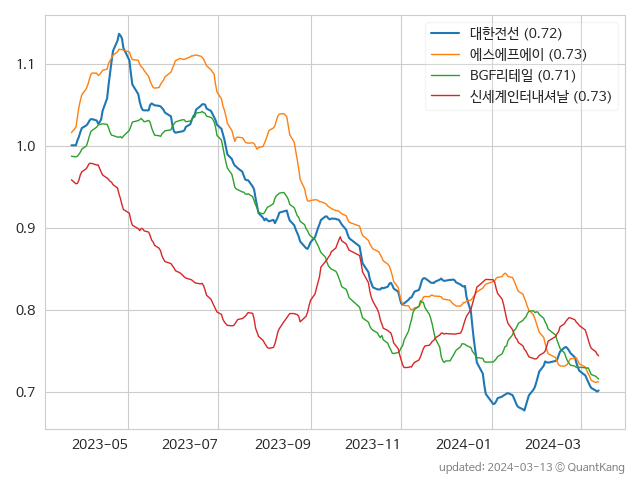 대한전선 (0.72)
에스에프에이 (0.73)
BGF리테일 (0.71)
신세계인터내셔날 (0.73)
1.1
1.0
0.9
0.8
0.7
2023-05 2023-07 2023-09 2023-11 2024-01 2024-03
updated: 2024-03-13 © QuantKang